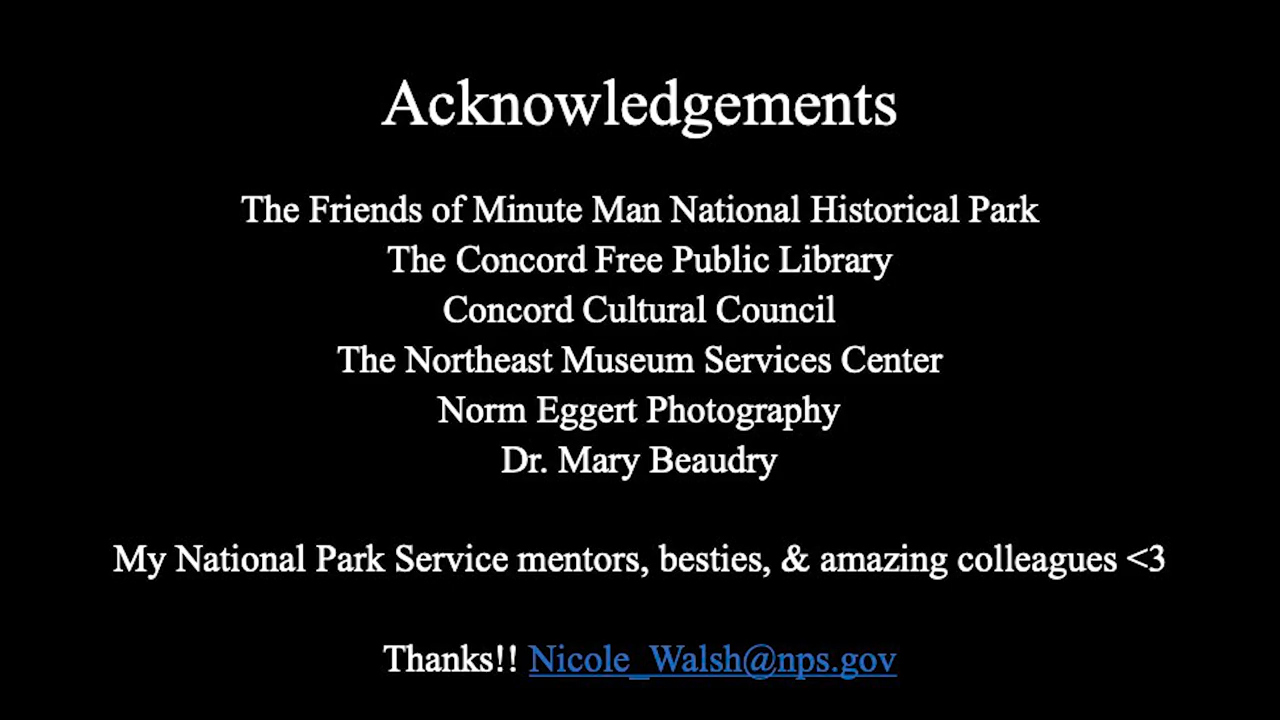 Acknowledgements
The Friends of Minute Man National Historical Park
The Concord Free Public Library
Concord Cultural Council
The Northeast Museum Services Center
Norm Eggert Photography
Dr. Mary Beaudry
My National Park Service mentors, besties, & amazing colleagues <3
Thanks!! Nicole_Walsh@nps.gov